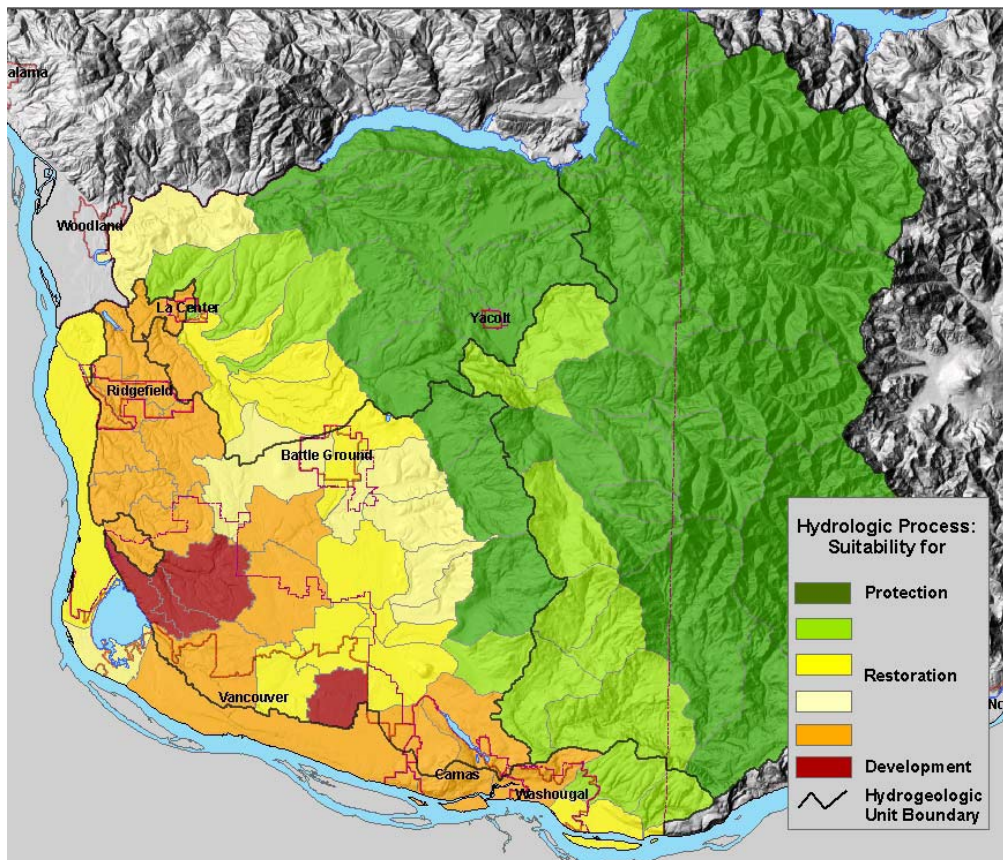 alama
Woodland
La Center
Yacolt
Ridgefield
Battle Ground
Vancouver
Camas
Washougal
No
Hydrologic Process:
Suitability for
Protection
Restoration
Development
Hydrogeologic
Unit Boundary